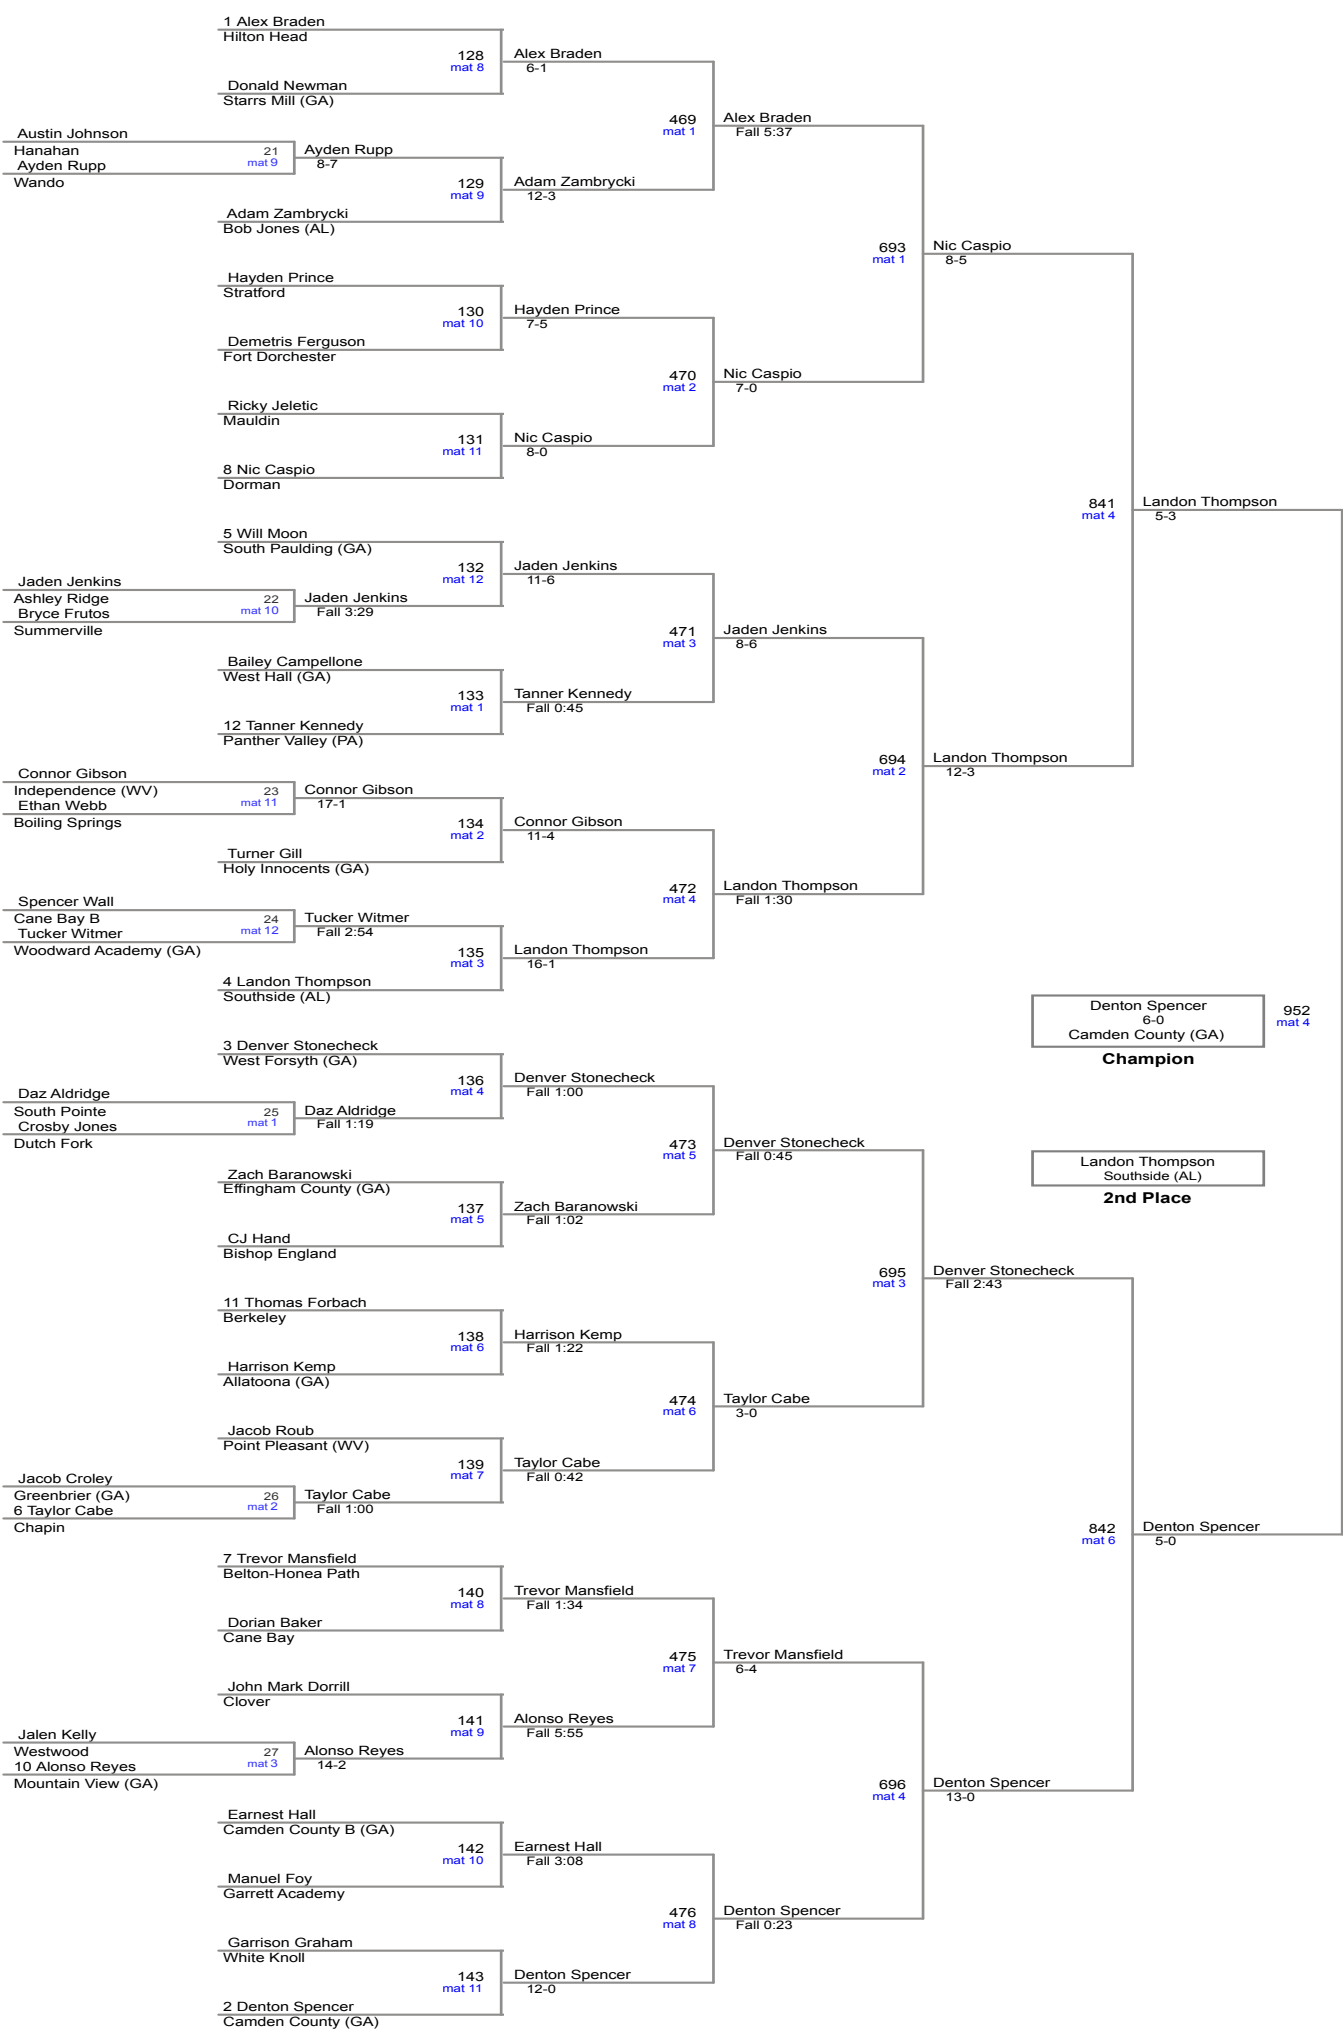 1 Alex Braden
Hilton Head
128
mat 8
Alex Braden
6-1
Donald Newman
Starrs Mill (GA)
469
mat 1
Alex Braden
Fall 5:37
Austin Johnson
Hanahan
21
mat 9
Ayden Rupp
Wando
Ayden Rupp
8-7
129
mat 9
Adam Zambrycki
12-3
Adam Zambrycki
Bob Jones (AL)
693
mat 1
Nic Caspio
8-5
Hayden Prince
Stratford
130
mat 10
Hayden Prince
7-5
Demetris Ferguson
Fort Dorchester
470
mat 2
Nic Caspio
7-0
Ricky Jeletic
Mauldin
131
mat 11
Nic Caspio
8-0
8 Nic Caspio
Dorman
841
mat 4
Landon Thompson
5-3
5 Will Moon
South Paulding (GA)
132
mat 12
Jaden Jenkins
11-6
Jaden Jenkins
Ashley Ridge
22
mat 10
Bryce Frutos
Summerville
Jaden Jenkins
Fall 3:29
471
mat 3
Jaden Jenkins
8-6
Bailey Campellone
West Hall (GA)
133
mat 1
Tanner Kennedy
Fall 0:45
12 Tanner Kennedy
Panther Valley (PA)
694
mat 2
Landon Thompson
12-3
Connor Gibson
Independence (WV)
23
mat 11
Ethan Webb
Boiling Springs
Connor Gibson
17-1
134
mat 2
Connor Gibson
11-4
Turner Gill
Holy Innocents (GA)
472
mat 4
Landon Thompson
Fall 1:30
Spencer Wall
Cane Bay B
24
mat 12
Tucker Witmer
Woodward Academy (GA)
Tucker Witmer
Fall 2:54
135
mat 3
Landon Thompson
16-1
4 Landon Thompson
Southside (AL)
Denton Spencer
6-0
Camden County (GA)
952
mat 4
Champion
3 Denver Stonecheck
West Forsyth (GA)
136
mat 4
Denver Stonecheck
Fall 1:00
Daz Aldridge
South Pointe
25
mat 1
Crosby Jones
Dutch Fork
Daz Aldridge
Fall 1:19
473
mat 5
Denver Stonecheck
Fall 0:45
Landon Thompson
Southside (AL)
2nd Place
Zach Baranowski
Effingham County (GA)
137
mat 5
Zach Baranowski
Fall 1:02
CJ Hand
Bishop England
695
mat 3
Denver Stonecheck
Fall 2:43
11 Thomas Forbach
Berkeley
138
mat 6
Harrison Kemp
Fall 1:22
Harrison Kemp
Allatoona (GA)
474
mat 6
Taylor Cabe
3-0
Jacob Roub
Point Pleasant (WV)
139
mat 7
Taylor Cabe
Fall 0:42
Jacob Croley
Greenbrier (GA)
26
mat 2
6 Taylor Cabe
Chapin
Taylor Cabe
Fall 1:00
842
mat 6
Denton Spencer
5-0
7 Trevor Mansfield
Belton-Honea Path
140
mat 8
Trevor Mansfield
Fall 1:34
Dorian Baker
Cane Bay
475
mat 7
Trevor Mansfield
6-4
John Mark Dorrill
Clover
141
mat 9
Alonso Reyes
Fall 5:55
Jalen Kelly
Westwood
27
mat 3
10 Alonso Reyes
Mountain View (GA)
Alonso Reyes
14-2
696
mat 4
Denton Spencer
13-0
Earnest Hall
Camden County B (GA)
142
mat 10
Earnest Hall
Fall 3:08
Manuel Foy
Garrett Academy
476
mat 8
Denton Spencer
Fall 0:23
Garrison Graham
White Knoll
143
mat 11
Denton Spencer
12-0
2 Denton Spencer
Camden County (GA)